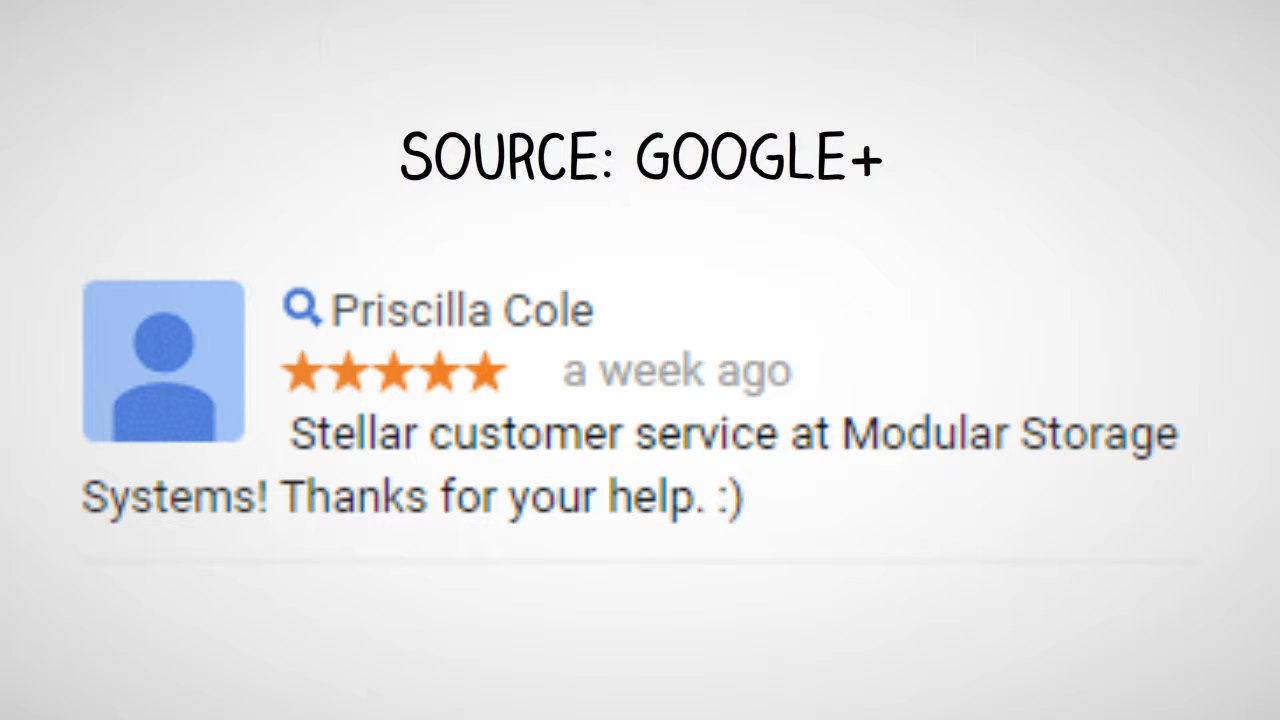 SOURCE: GOOGLE+
Priscilla Cole
a week ago
Stellar customer service at Modular Storage
Systems! Thanks for your help. :)